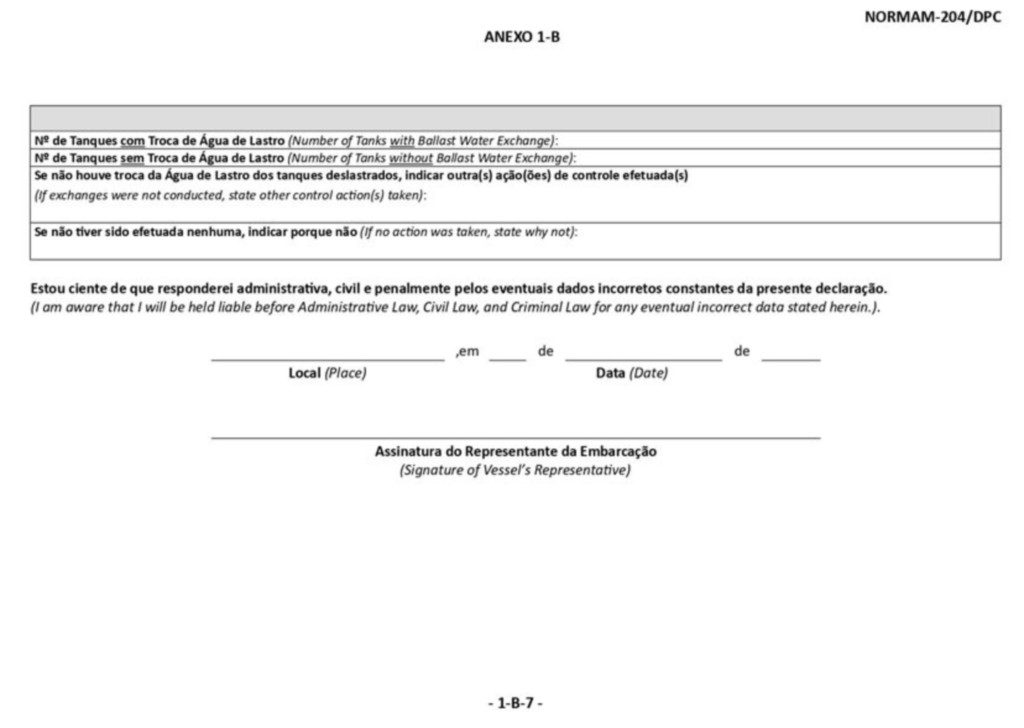 NORMAM-204/DPC
ANEXO 1-B
Nº de Tanques com Troca de Água de Lastro (Number of Tanks with Ballast Water Exchange):
Nº de Tanques sem Troca de Água de Lastro (Number of Tanks without Ballast Water Exchange):
Se não houve troca da Água de Lastro dos tanques deslastrados, indicar outra(s) ação(ões) de controle efetuada(s)
(If exchanges were not conducted, state other control action(s) taken):
Se não tiver sido efetuada nenhuma, indicar porque não (If no action was taken, state why not):
Estou ciente de que responderei administrativa, civil e penalmente pelos eventuais dados incorretos constantes da presente declaração.
(I am aware that I will be held liable before Administrative Law, Civil Law, and Criminal Law for any eventual incorrect data stated herein.).
,em de de
Local (Place) Data (Date)
Assinatura do Representante da Embarcação
(Signature of Vessel's Representative)
- 1-B-7 -